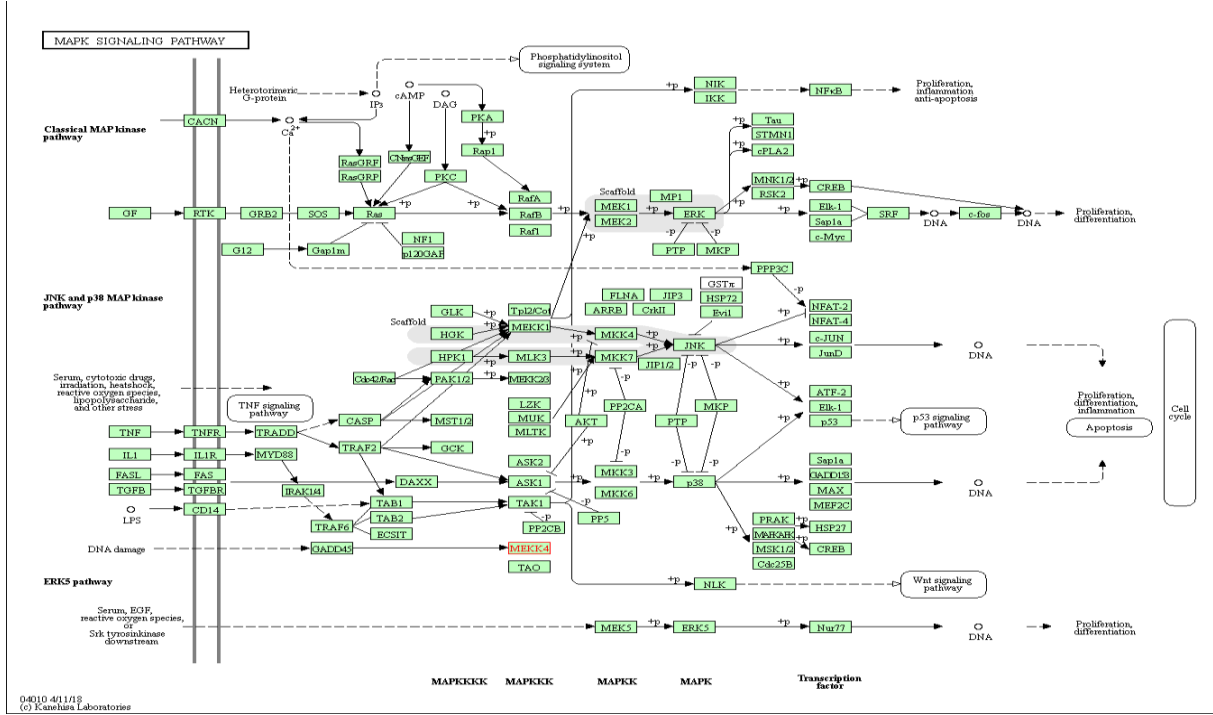 MAPK SIGNALING PATHWAY
Phosphatidylinositol
signaling system
Heterotorimeric
G-protein
IP3
cAMP
DAG
NIK
IKK
+p
NFκB
Proliferation,
inflammation
anti-apoptosis
Classical MAP kinase
pathway
CACN
Ca2+
PKA
+p
Rap1
RasGRF
RasGRP
CNrasGEF
PKC
+p
Tau
STMN1
cPLA2
+p
+p
RafA
RafB
Raf1
Scaffold
MEK1
MEK2
MP1
ERK
MNK1/2
RSK2
CREB
GF
RTK
GRB2
SOS
Ras
+p
+p
+p
+p
+p
+p
Elk-1
Sap1a
c-Myc
SRF
DNA
c-fos
DNA
Proliferation,
differentiation
G12
Gap1m
NF1
p120GAP
+p
-p
-p
PTP
MKP
PPP3C
-p
JNK and p38 MAP kinase
pathway
GSTπ
HSP72
Evi1
FLNA
JIP3
ARRB
CrkII
NFAT-2
NFAT-4
GLK
HGK
HPK1
Scaffold
+p
+p
+p
Tpl2/Cot
MEKK1
MLK3
+p
+p
MKK4
MKK7
+p
+p
JIP1/2
JNK
+p
+p
c-JUN
JunD
DNA
Serum, cytotoxic drugs,
irradiation, heatshock,
reactive oxygen species,
lipopolysaccharide,
and other stress
Cdc42/Rac
PAK1/2
+p
MEKK2/3
LZK
MUK
MLTK
-p
-p
PP2CA
AKT
+p
-p
-p
PTP
MKP
ATF-2
Elk-1
p53
p53 signaling
pathway
Proliferation,
differentiation,
inflammation
Apoptosis
Cell
cycle
TNF signaling
pathway
CASP
MST1/2
TNF
TNFR
TRADD
TRAF2
GCK
IL1
IL1R
MYD88
ASK2
ASK1
+p
-p
-p
MKK3
MKK6
+p
-p
-p
p38
+p
+p
Sap1a
GADD153
MAX
MEF2C
DNA
FASL
FAS
DAXX
TGFB
TGFBR
IRAK1/4
LPS
CD14
TAB1
TAB2
ECSIT
TRAF6
TAK1
-p
-p
PP2CB
PP5
+p
PRAK
MAPKAPK
MSK1/2
Cdc25B
+p
+p
HSP27
CREB
DNA damage
GADD45
MEKK4
TAO
ERK5 pathway
+p
NLK
Wnt signaling
pathway
Serum, EGF,
reactive oxygen species,
or
Srk tyrosinkinase
downstream
MEK5
+p
ERK5
+p
Nur77
DNA
Proliferation,
differentiation
MAPKKKK
MAPKKK
MAPKK
MAPK
Transcription
factor
04010 4/11/18
(c) Kanehisa Laboratories